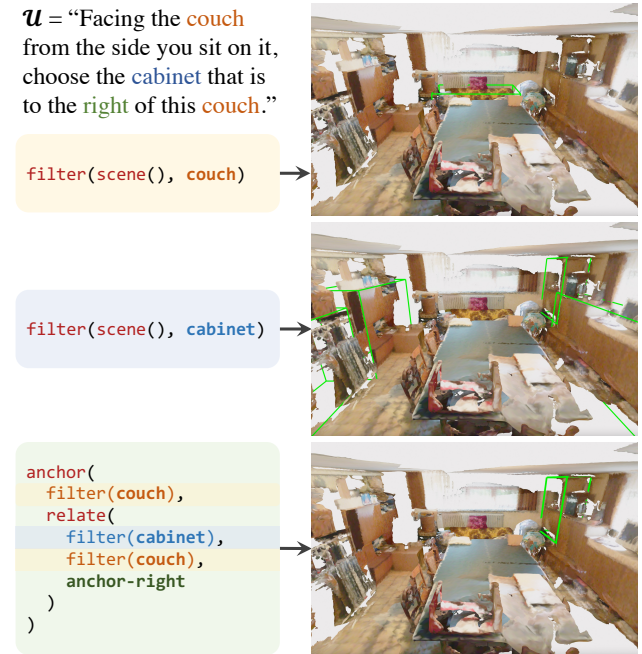 𝓤 = “Facing the couch
from the side you sit on it,
choose the cabinet that is
to the right of this couch.”
filter(scene(), couch)
filter(scene(), cabinet)
anchor(
filter(couch),
relate(
filter(cabinet),
filter(couch),
anchor-right
)
)